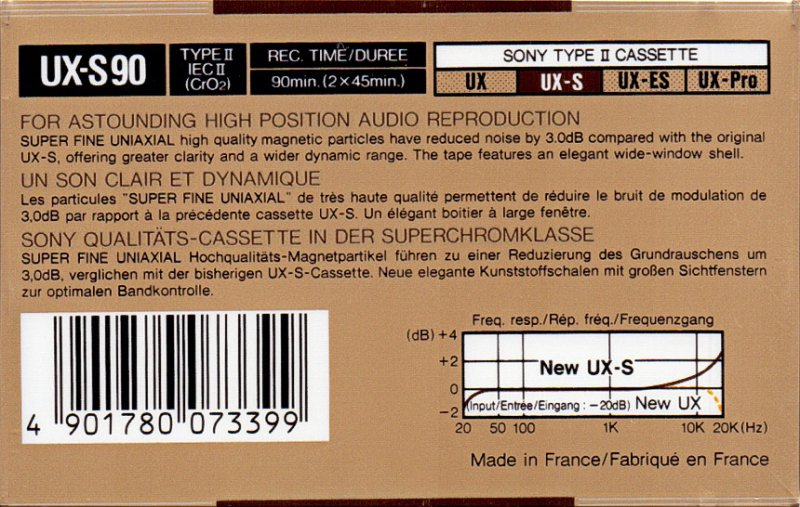 UX-S90
TYPE II
IEC II
(CrO2)
REC. TIME/DUREE
90min. (2×45min.)
SONY TYPE II CASSETTE
UX UX-S UX-ES UX-Pro
FOR ASTOUNDING HIGH POSITION AUDIO REPRODUCTION
SUPER FINE UNIAXIAL high quality magnetic particles have reduced noise by 3.0dB compared with the original
UX-S, offering greater clarity and a wider dynamic range. The tape features an elegant wide-window shell.
UN SON CLAIR ET DYNAMIQUE
Les particules "SUPER FINE UNIAXIAL" de très haute qualité permettent de réduire le bruit de modulation de
3,0dB par rapport à la précédente cassette UX-S. Un élégant boitier à large fenêtre.
SONY QUALITÄTS-CASSETTE IN DER SUPERCHROMKLASSE
SUPER FINE UNIAXIAL Hochqualitäts-Magnetpartikel führen zu einer Reduzierung des Grundrauschens um
3,0dB, verglichen mit der bisherigen UX-S-Cassette. Neue elegante Kunststoffschalen mit großen Sichtfenstern
zur optimalen Bandkontrolle.
4 901780 073399
Freq. resp./Rép. fréq./Frequenzgang
(dB) +4
+2
0
-2
New UX-S
(Input/Entrée/Eingang : -20dB) New UX
20 50 100 1K 10K 20K (Hz)
Made in France/Fabriqué en France